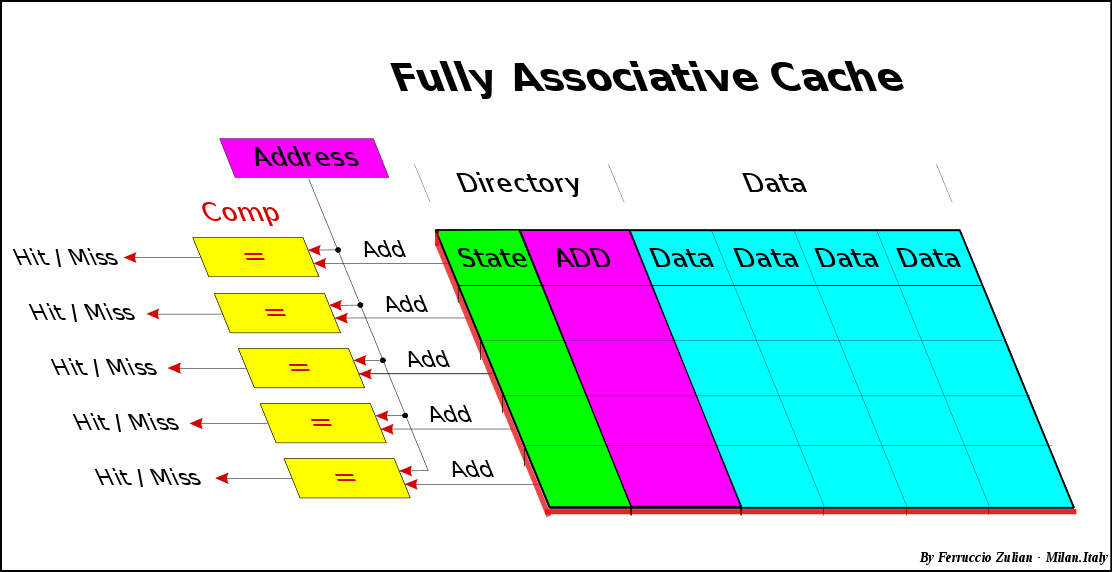 Fully Associative Cache
Address
Directory
Data
Comp
Hit / Miss
=
Add
State
ADD
Data
Data
Data
Data
Hit / Miss
=
Add
Hit / Miss
=
Add
Hit / Miss
=
Add
Hit / Miss
=
Add
By Ferruccio Zulian - Milan.Italy